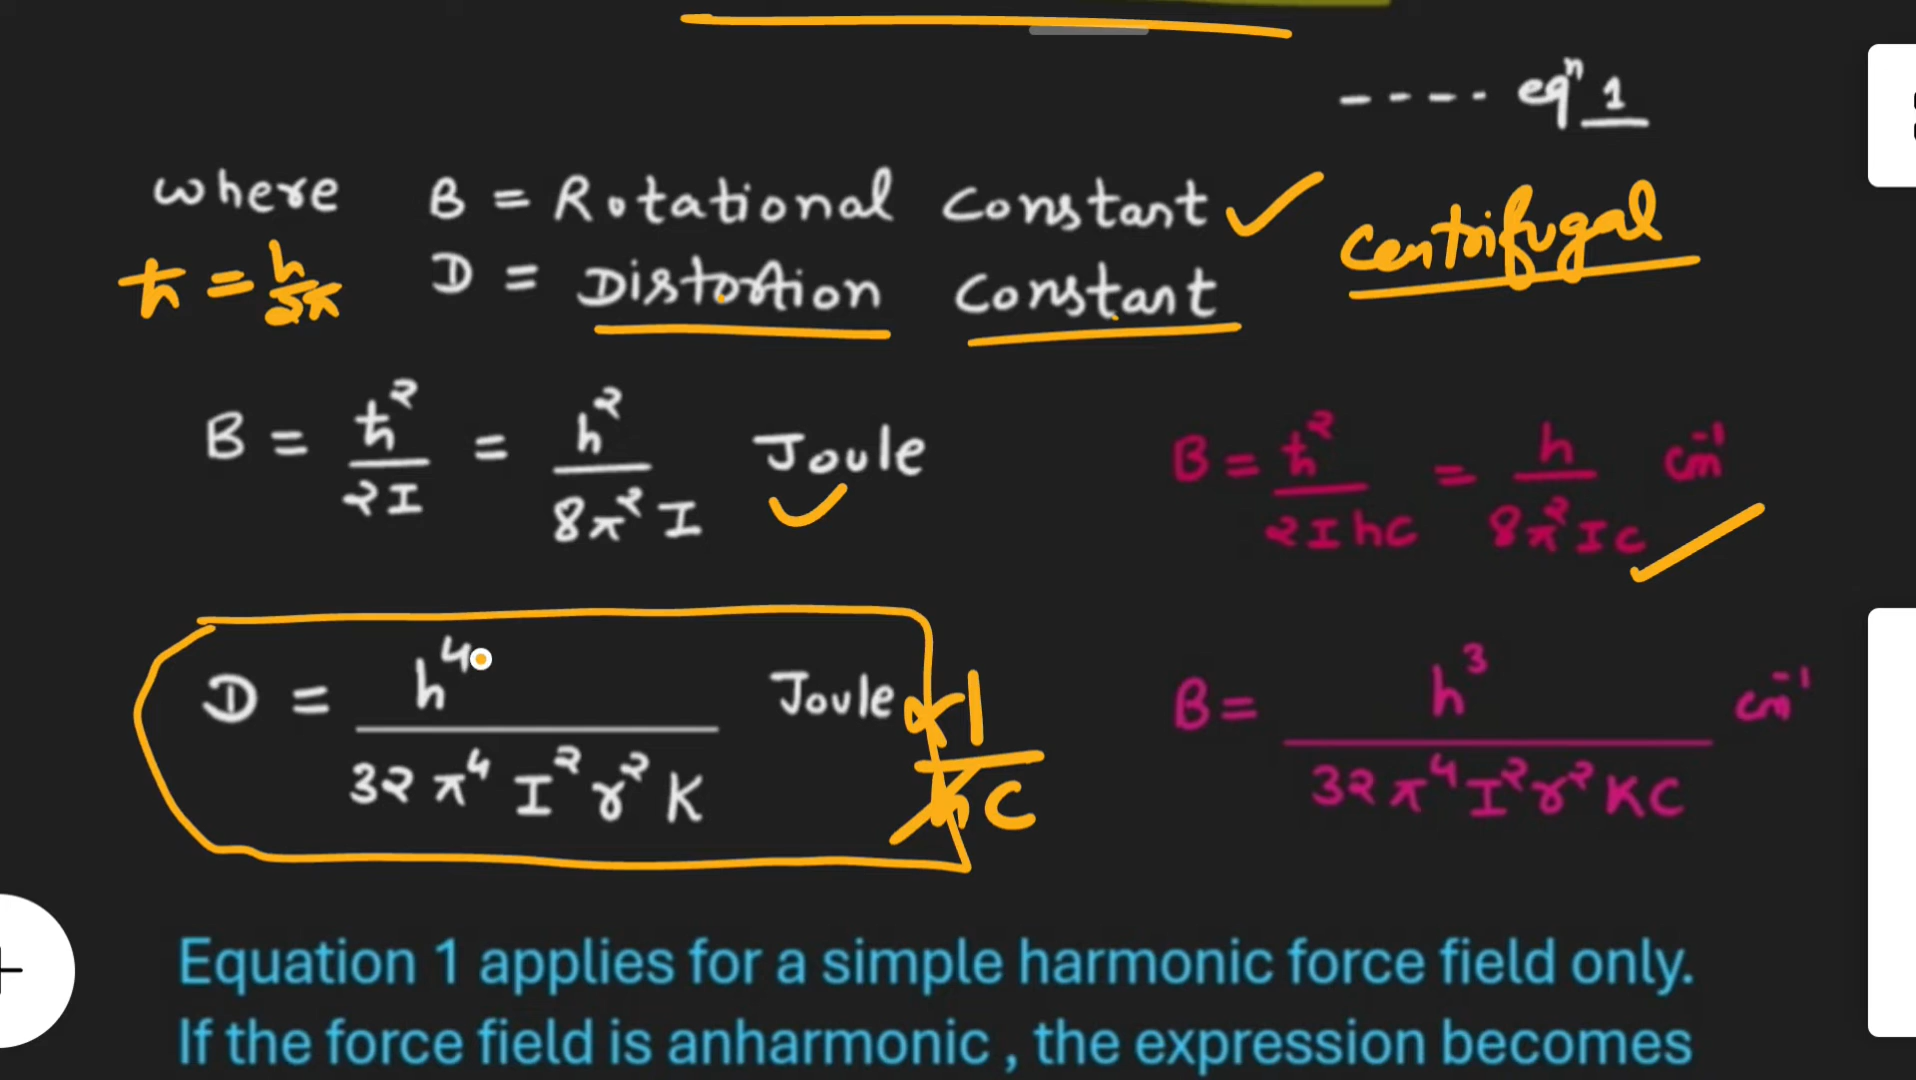 ---- eqⁿ 1
where B = Rotational Constant ✓
ħ = h/2π D = Distortion Constant centrifugal
B = ħ²/2I = h²/8π²I Joule ✓ B = ħ²/2Ihc = h/8π²Ic cm⁻¹ ✓
D = h⁴/32π⁴I²r²K Joule × 1/hc B = h³/32π⁴I²r²KC cm⁻¹
Equation 1 applies for a simple harmonic force field only.
If the force field is anharmonic , the expression becomes